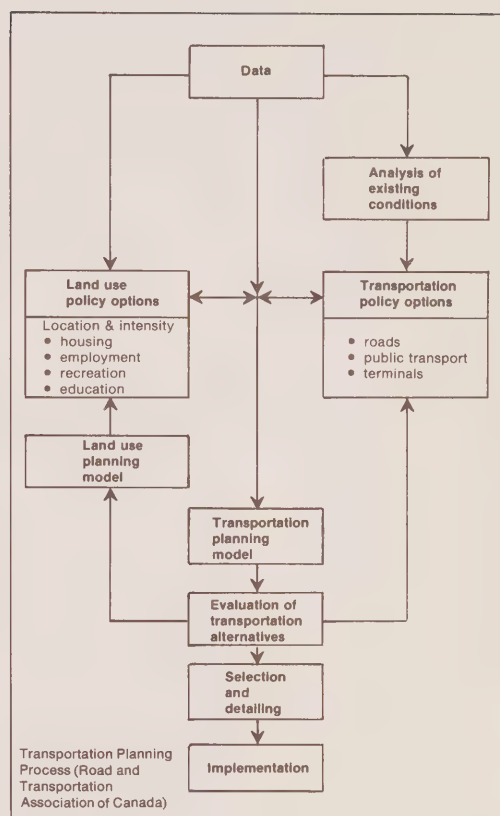 Data
Analysis of
existing
conditions
Land use
policy options
Location & intensity
• housing
• employment
• recreation
• education
Transportation
policy options
• roads
• public transport
• terminals
Land use
planning
model
Transportation
planning
model
Evaluation of
transportation
alternatives
Selection
and
detailing
Implementation
Transportation Planning
Process (Road and
Transportation
Association of Canada)